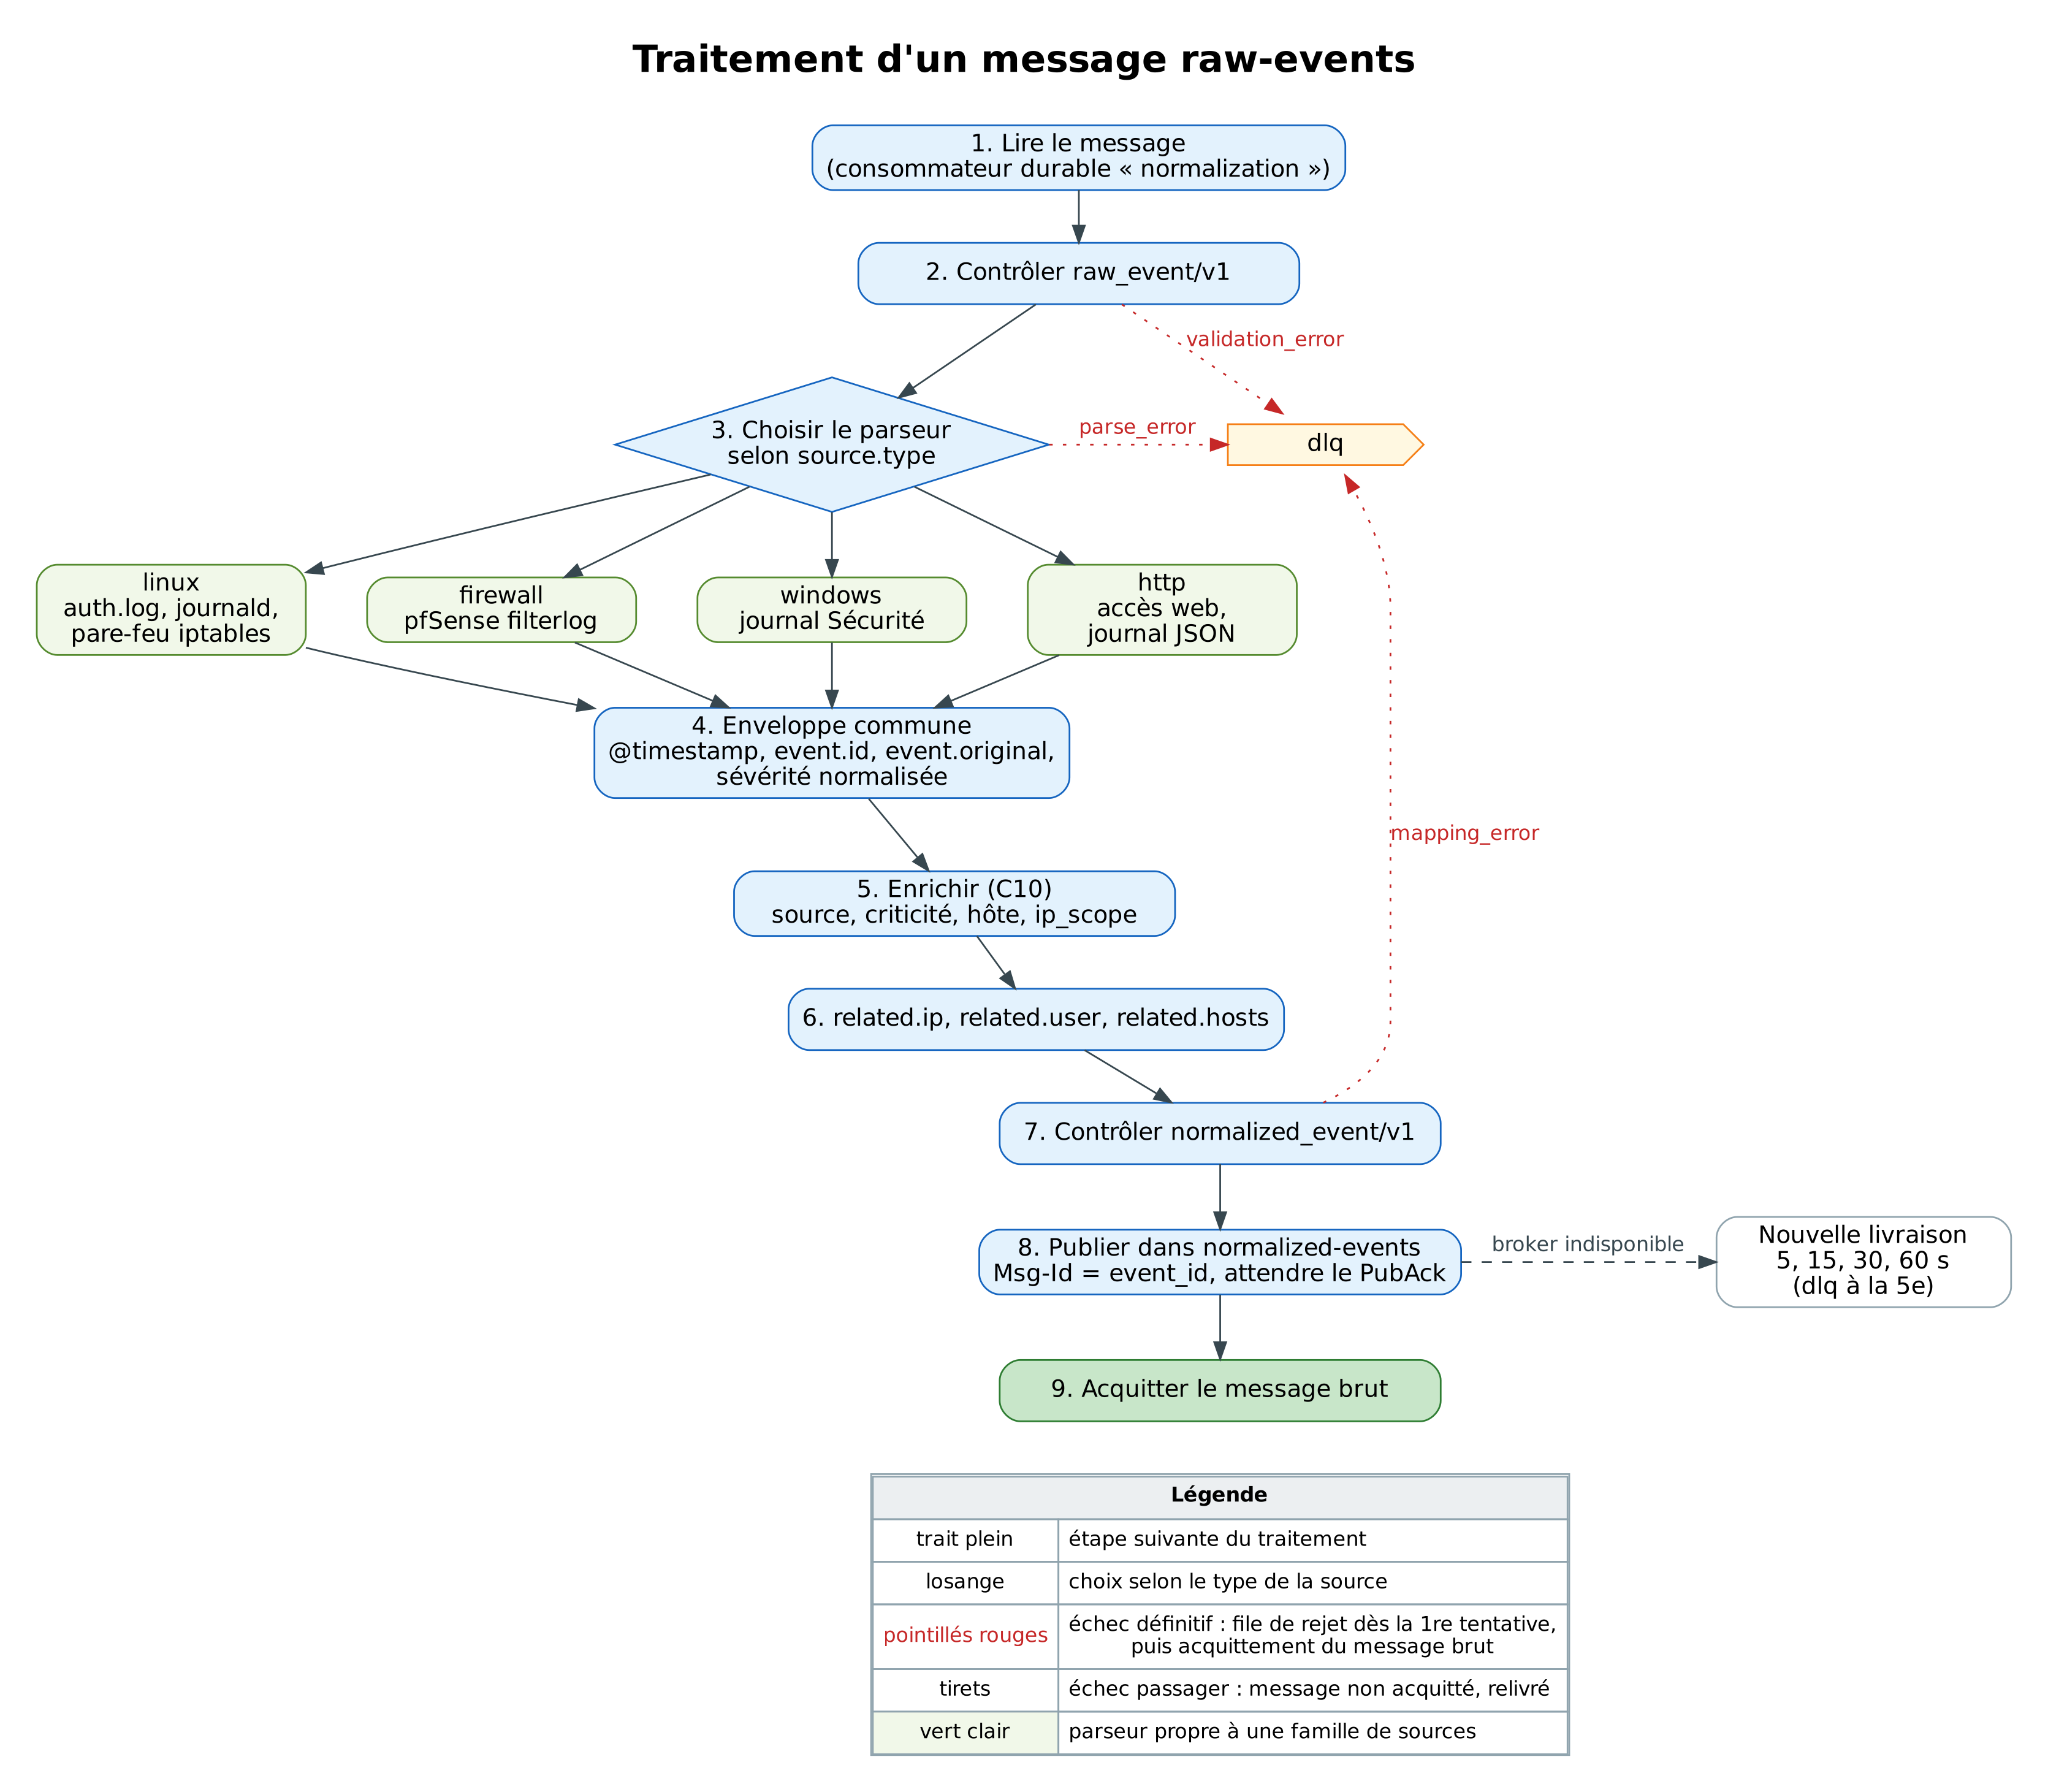 Traitement d'un message raw-events
1. Lire le message
(consommateur durable « normalization »)
2. Contrôler raw_event/v1
validation_error
3. Choisir le parseur
selon source.type
parse_error
dlq
linux
auth.log, journald,
pare-feu iptables
firewall
pfSense filterlog
windows
journal Sécurité
http
accès web,
journal JSON
4. Enveloppe commune
@timestamp, event.id, event.original,
sévérité normalisée
mapping_error
5. Enrichir (C10)
source, criticité, hôte, ip_scope
6. related.ip, related.user, related.hosts
7. Contrôler normalized_event/v1
8. Publier dans normalized-events
Msg-Id = event_id, attendre le PubAck
broker indisponible
Nouvelle livraison
5, 15, 30, 60 s
(dlq à la 5e)
9. Acquitter le message brut
Légende
trait plein
étape suivante du traitement
losange
choix selon le type de la source
pointillés rouges
échec définitif : file de rejet dès la 1re tentative,
puis acquittement du message brut
tirets
échec passager : message non acquitté, relivré
vert clair
parseur propre à une famille de sources